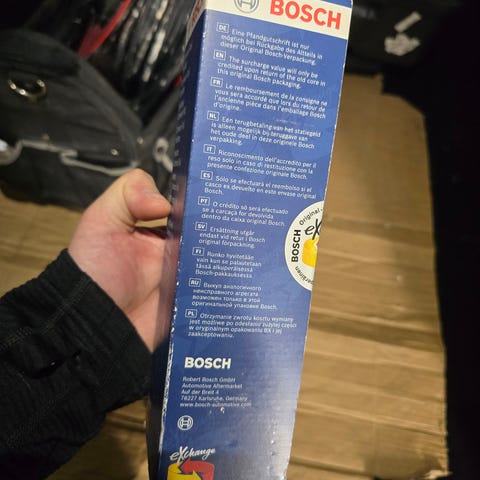 BOSCH
DE Eine Pfandgutschrift ist nur
möglich bei Rückgabe des Altteils in
dieser Original Bosch-Verpackung.
EN The surcharge value will only be
credited upon return of the old core in
this original Bosch packaging.
FR Le remboursement de la consigne ne
vous sera accordé que lors du retour de
l'ancienne pièce dans l'emballage Bosch
d'origine.
NL Een terugbetaling van het statiegeld
is alleen mogelijk bij teruggave van
het oude deel in deze originele Bosch
verpakking.
IT Riconoscimento dell'accredito per il
reso solo in caso di restituzione con la
presente confezione originale Bosch.
ES Sólo se efectuará el reembolso si el
casco es devuelto en este envase original
Bosch.
PT O crédito só será efectuado
se a carcaça for devolvida
dentro da caixa original Bosch.
SV Ersättning utgår
endast vid retur i Bosch
original förpackning.
FI Runko hyvitetään
vain kun se palautetaan
tässä alkuperäisessä
Bosch-pakkauksessa.
RU Выкуп аналогичного
неисправного агрегата
возможен только в этой
оригинальной упаковке Bosch.
PL Otrzymanie zwrotu kosztu wymiany
jest możliwe po odesłaniu zużytej części
w oryginalnym opakowaniu BX i jej
zaakceptowaniu.
BOSCH
Original
eX
BOSCH
Robert Bosch GmbH
Automotive Aftermarket
Auf der Breit 4
76227 Karlsruhe, Germany
www.bosch-automotive.com
eXchange